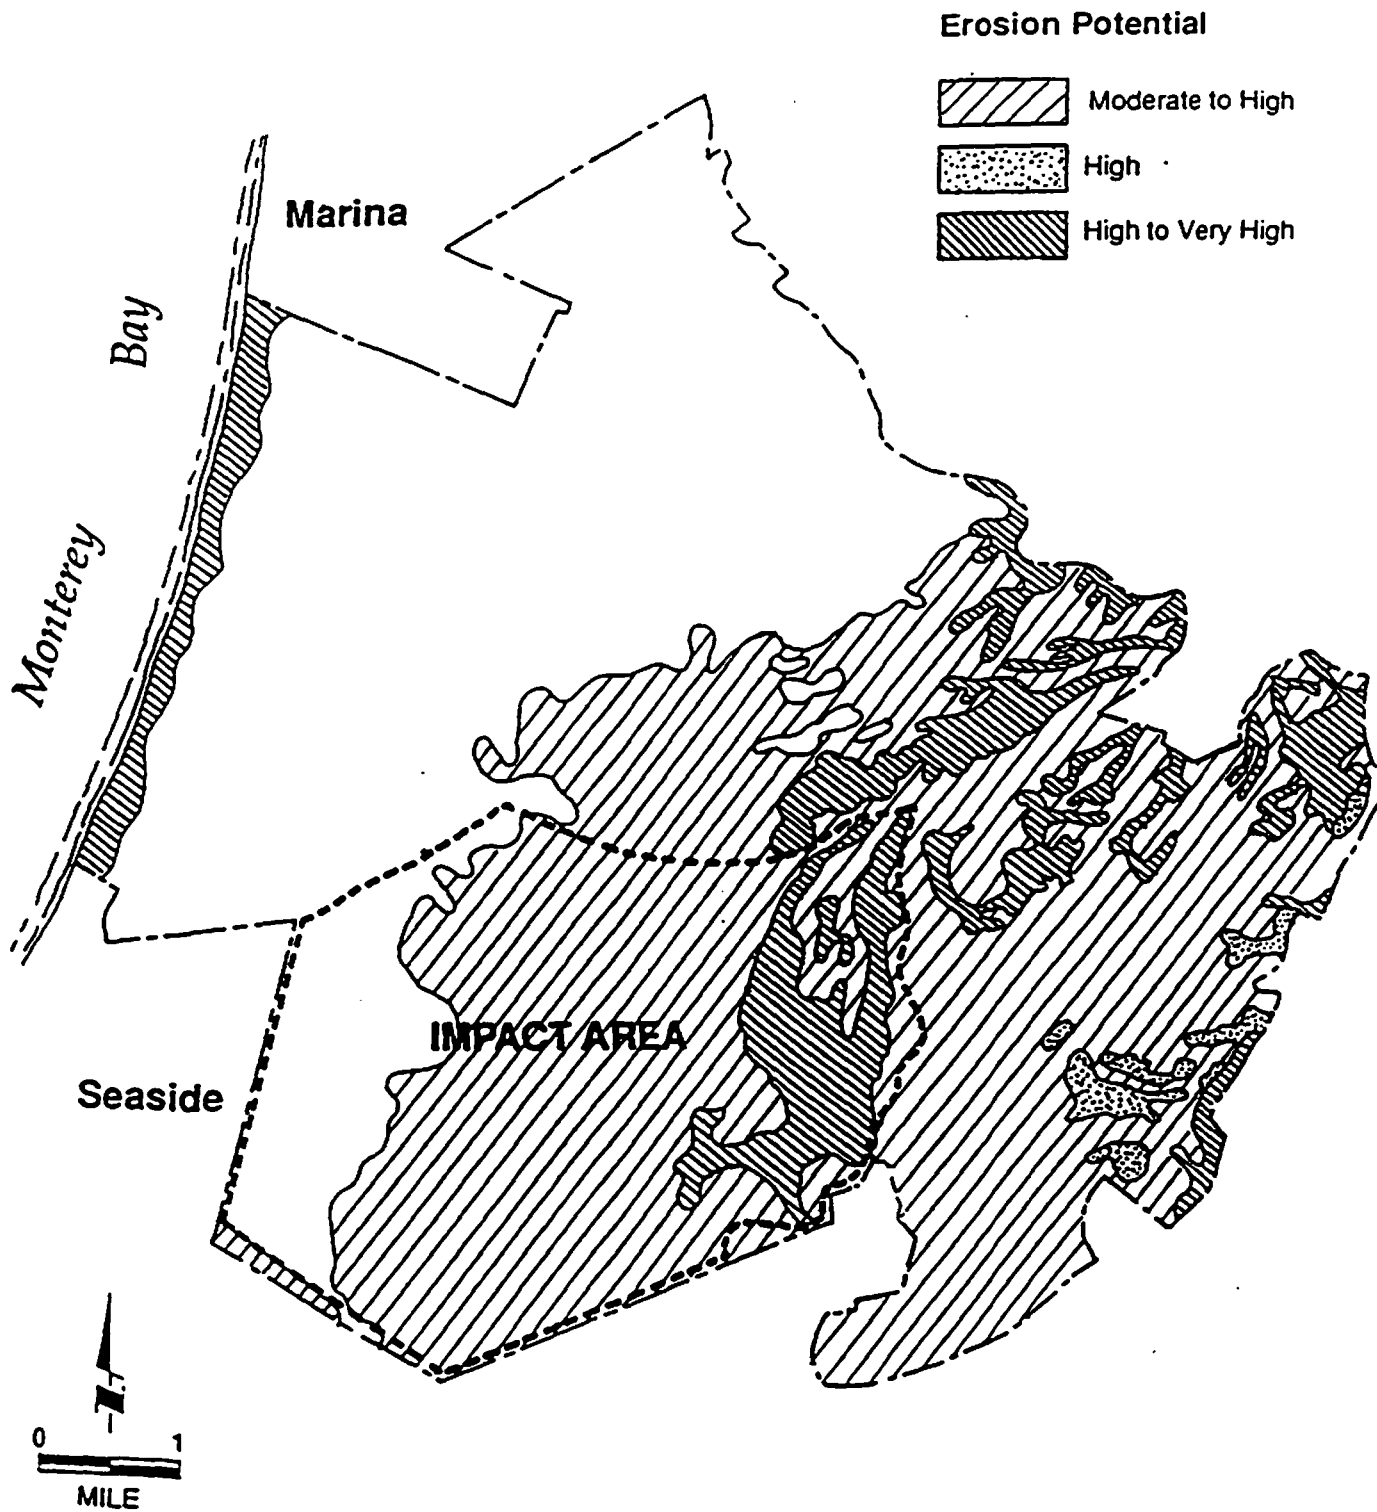 Erosion Potential
Moderate to High
High
High to Very High
Marina
Monterey Bay
IMPACT AREA
Seaside
0 1
MILE